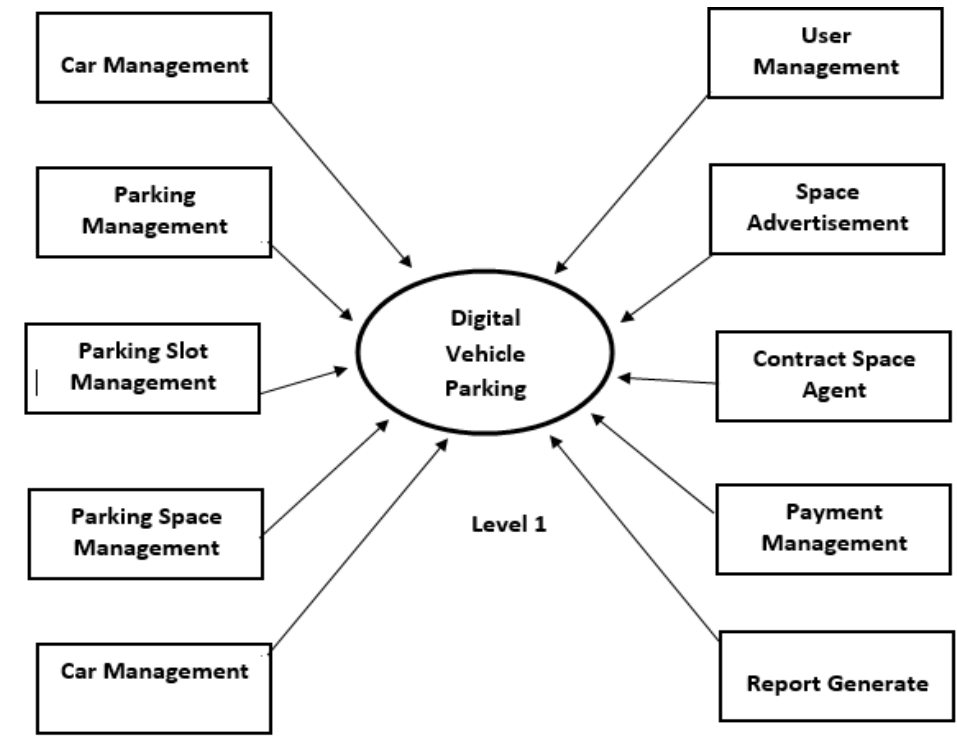 Car Management
User
Management
Parking
Management
Space
Advertisement
Digital
Vehicle
Parking
Parking Slot
Management
Contract Space
Agent
Parking Space
Management
Level 1
Payment
Management
Car Management
Report Generate